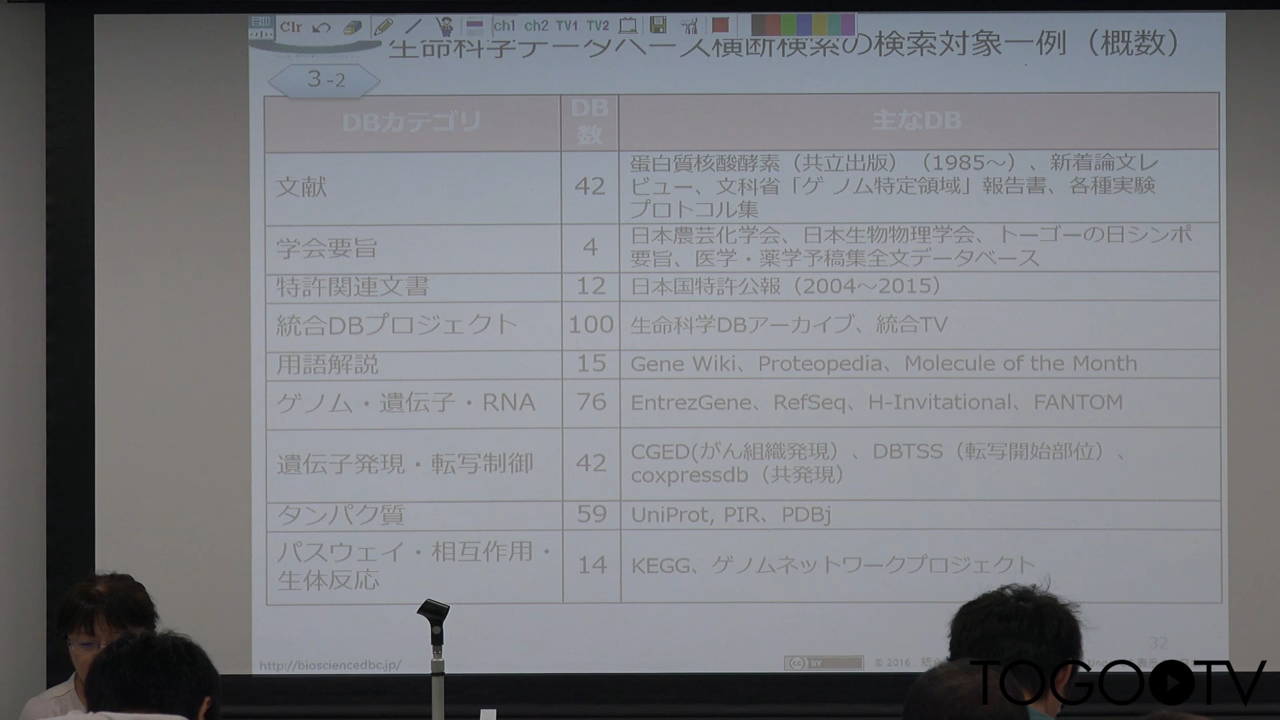 Clr ch1 ch2 TV1 TV2
生命科学データベース横断検索の検索対象一例（概数）
3-2
DBカテゴリ DB数 主なDB
文献 42 蛋白質核酸酵素（共立出版）（1985～）、新着論文レ
ビュー、文科省「ゲ ノム特定領域」報告書、各種実験
プロトコル集
学会要旨 4 日本農芸化学会、日本生物物理学会、トーゴーの日シンポ
要旨、医学・薬学予稿集全文データベース
特許関連文書 12 日本国特許公報（2004～2015）
統合DBプロジェクト 100 生命科学DBアーカイブ、統合TV
用語解説 15 Gene Wiki、Proteopedia、Molecule of the Month
ゲノム・遺伝子・RNA 76 EntrezGene、RefSeq、H-Invitational、FANTOM
遺伝子発現・転写制御 42 CGED(がん組織発現）、DBTSS（転写開始部位）、
coxpressdb（共発現）
タンパク質 59 UniProt, PIR、PDBj
パスウェイ・相互作用・
生体反応 14 KEGG、ゲノムネットワークプロジェクト
32
http://biosciencedbc.jp/
cc BY © 2016
TOGO TV